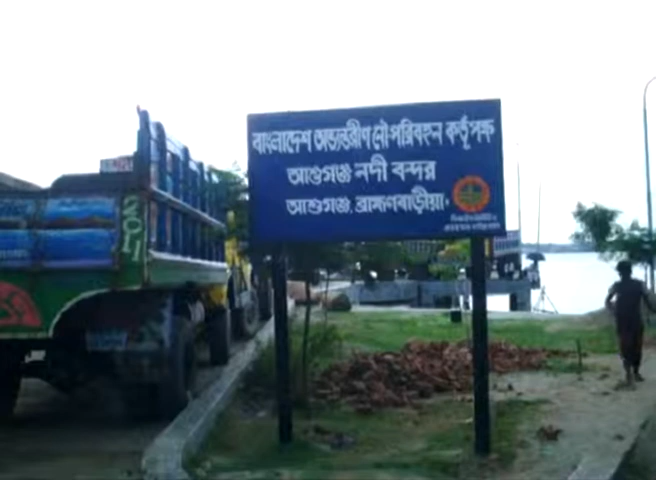 বাংলাদেশ অভ্যন্তরীণ নৌ পরিবহন কর্তৃপক্ষ
আশুগঞ্জ নদী বন্দর
আশুগঞ্জ, ব্রাহ্মণবাড়ীয়া।